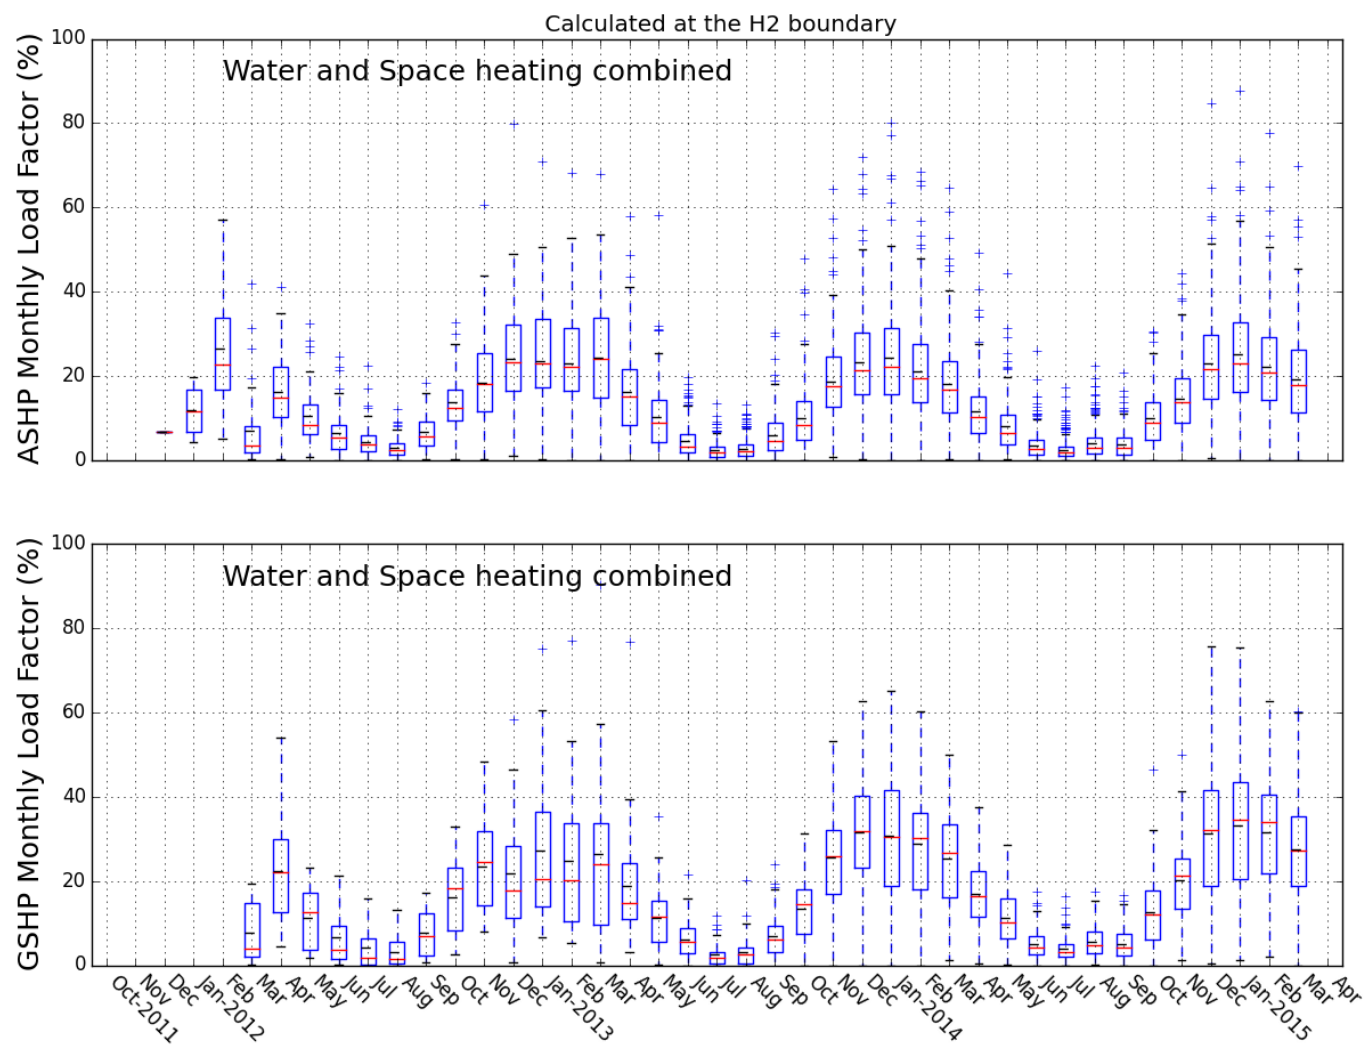 Calculated at the H2 boundary
ASHP Monthly Load Factor (%)
100
80
60
40
20
0
Water and Space heating combined
GSHP Monthly Load Factor (%)
100
80
60
40
20
0
Water and Space heating combined
Oct-2011
Nov
Dec
Jan-2012
Feb
Mar
Apr
May
Jun
Jul
Aug
Sep
Oct
Nov
Dec
Jan-2013
Feb
Mar
Apr
May
Jun
Jul
Aug
Sep
Oct
Nov
Dec
Jan-2014
Feb
Mar
Apr
May
Jun
Jul
Aug
Sep
Oct
Nov
Dec
Jan-2015
Feb
Mar
Apr